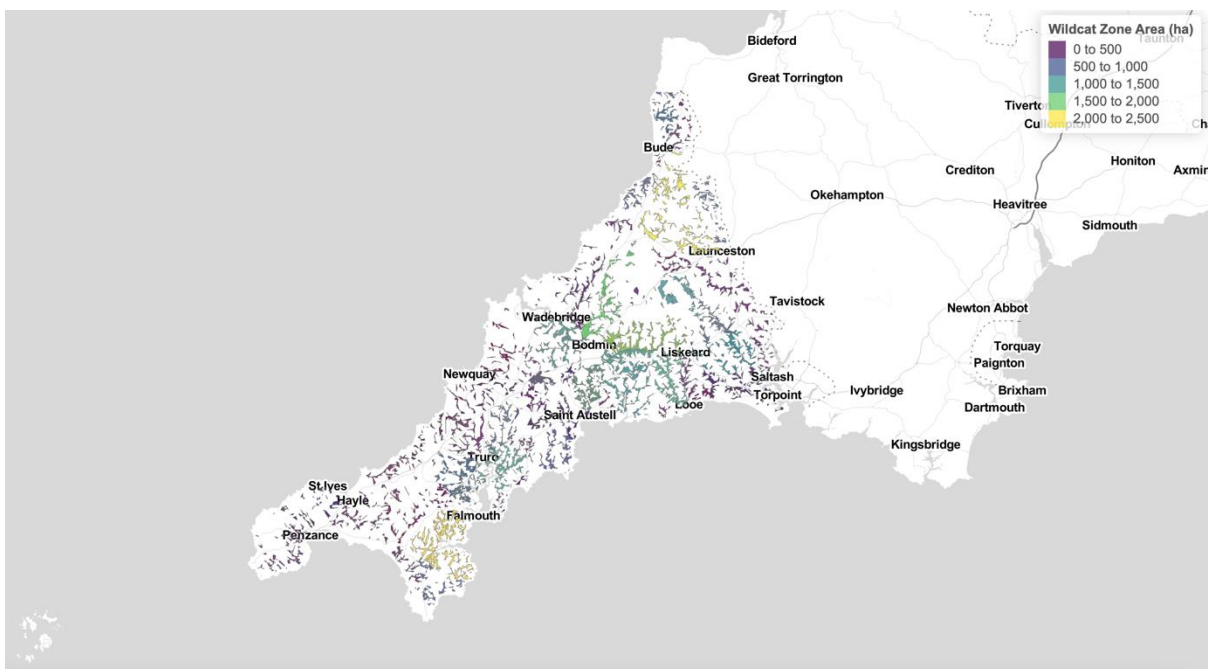 Wildcat Zone Area (ha)
0 to 500
500 to 1,000
1,000 to 1,500
1,500 to 2,000
2,000 to 2,500
Bideford
Taunton
Great Torrington
Tiverton
Cullompton
Bude
Honiton
Crediton
Axmin
Okehampton
Heavitree
Sidmouth
Launceston
Tavistock
Newton Abbot
Wadebridge
Torquay
Bodmin
Liskeard
Paignton
Newquay
Saltash
Ivybridge
Brixham
Torpoint
Looe
Dartmouth
Saint Austell
Kingsbridge
Truro
St Ives
Hayle
Falmouth
Penzance